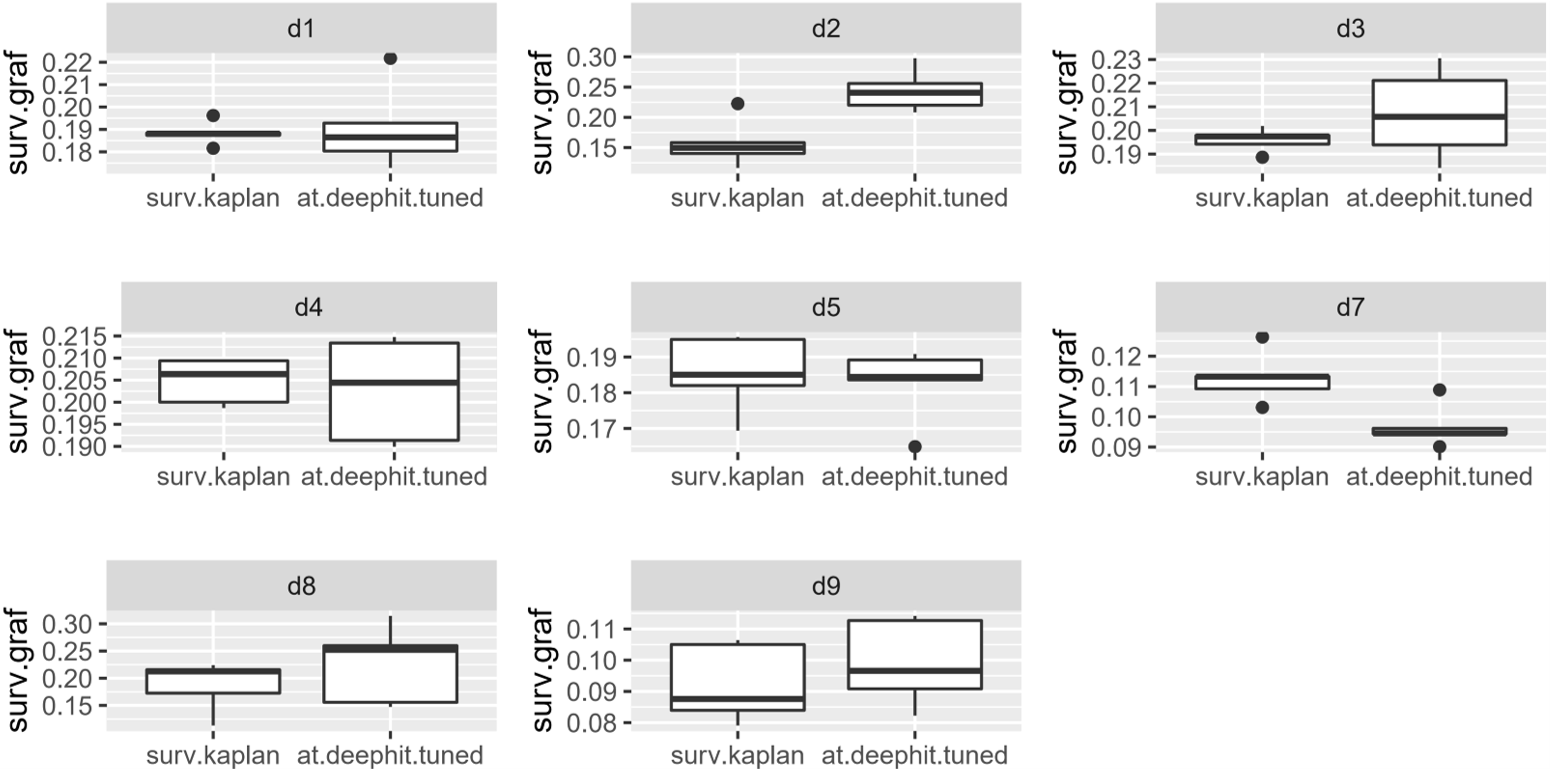 d1
surv.graf
0.22
0.21
0.20
0.19
0.18
surv.kaplan at.deephit.tuned
d2
surv.graf
0.30
0.25
0.20
0.15
surv.kaplan at.deephit.tuned
d3
surv.graf
0.23
0.22
0.21
0.20
0.19
surv.kaplan at.deephit.tuned
d4
surv.graf
0.215
0.210
0.205
0.200
0.195
0.190
surv.kaplan at.deephit.tuned
d5
surv.graf
0.19
0.18
0.17
surv.kaplan at.deephit.tuned
d7
surv.graf
0.12
0.11
0.10
0.09
surv.kaplan at.deephit.tuned
d8
surv.graf
0.30
0.25
0.20
0.15
surv.kaplan at.deephit.tuned
d9
surv.graf
0.11
0.10
0.09
0.08
surv.kaplan at.deephit.tuned